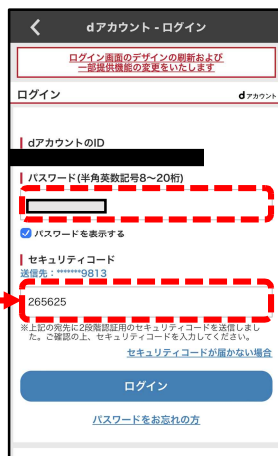 dアカウント - ログイン
ログイン画面のデザインの刷新および
一部提供機能の変更をいたします
ログイン
dアカウント
dアカウントのID
パスワード(半角英数記号8〜20桁)
パスワードを表示する
セキュリティコード
送信先：*******9813
265625
※上記の宛先に2段階認証用のセキュリティコードを送信しまし
た。ご確認の上、セキュリティコードを入力してください。
セキュリティコードが届かない場合
ログイン
パスワードをお忘れの方